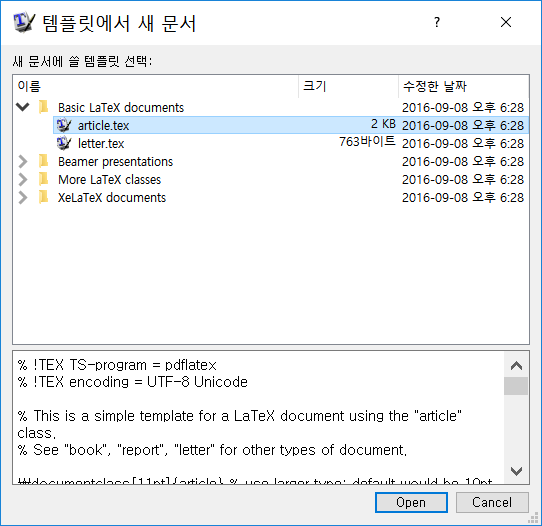 템플릿에서 새 문서
?
새 문서에 쓸 템플릿 선택:
이름 크기 수정한 날짜
Basic LaTeX documents 2016-09-08 오후 6:28
article.tex 2 KB 2016-09-08 오후 6:28
letter.tex 763바이트 2016-09-08 오후 6:28
Beamer presentations 2016-09-08 오후 6:28
More LaTeX classes 2016-09-08 오후 6:28
XeLaTeX documents 2016-09-08 오후 6:28
% !TEX TS-program = pdflatex
% !TEX encoding = UTF-8 Unicode
% This is a simple template for a LaTeX document using the "article"
class.
% See "book", "report", "letter" for other types of document.
₩documentclass[11pt]{article} % use larger type; default would be 10pt
Open Cancel